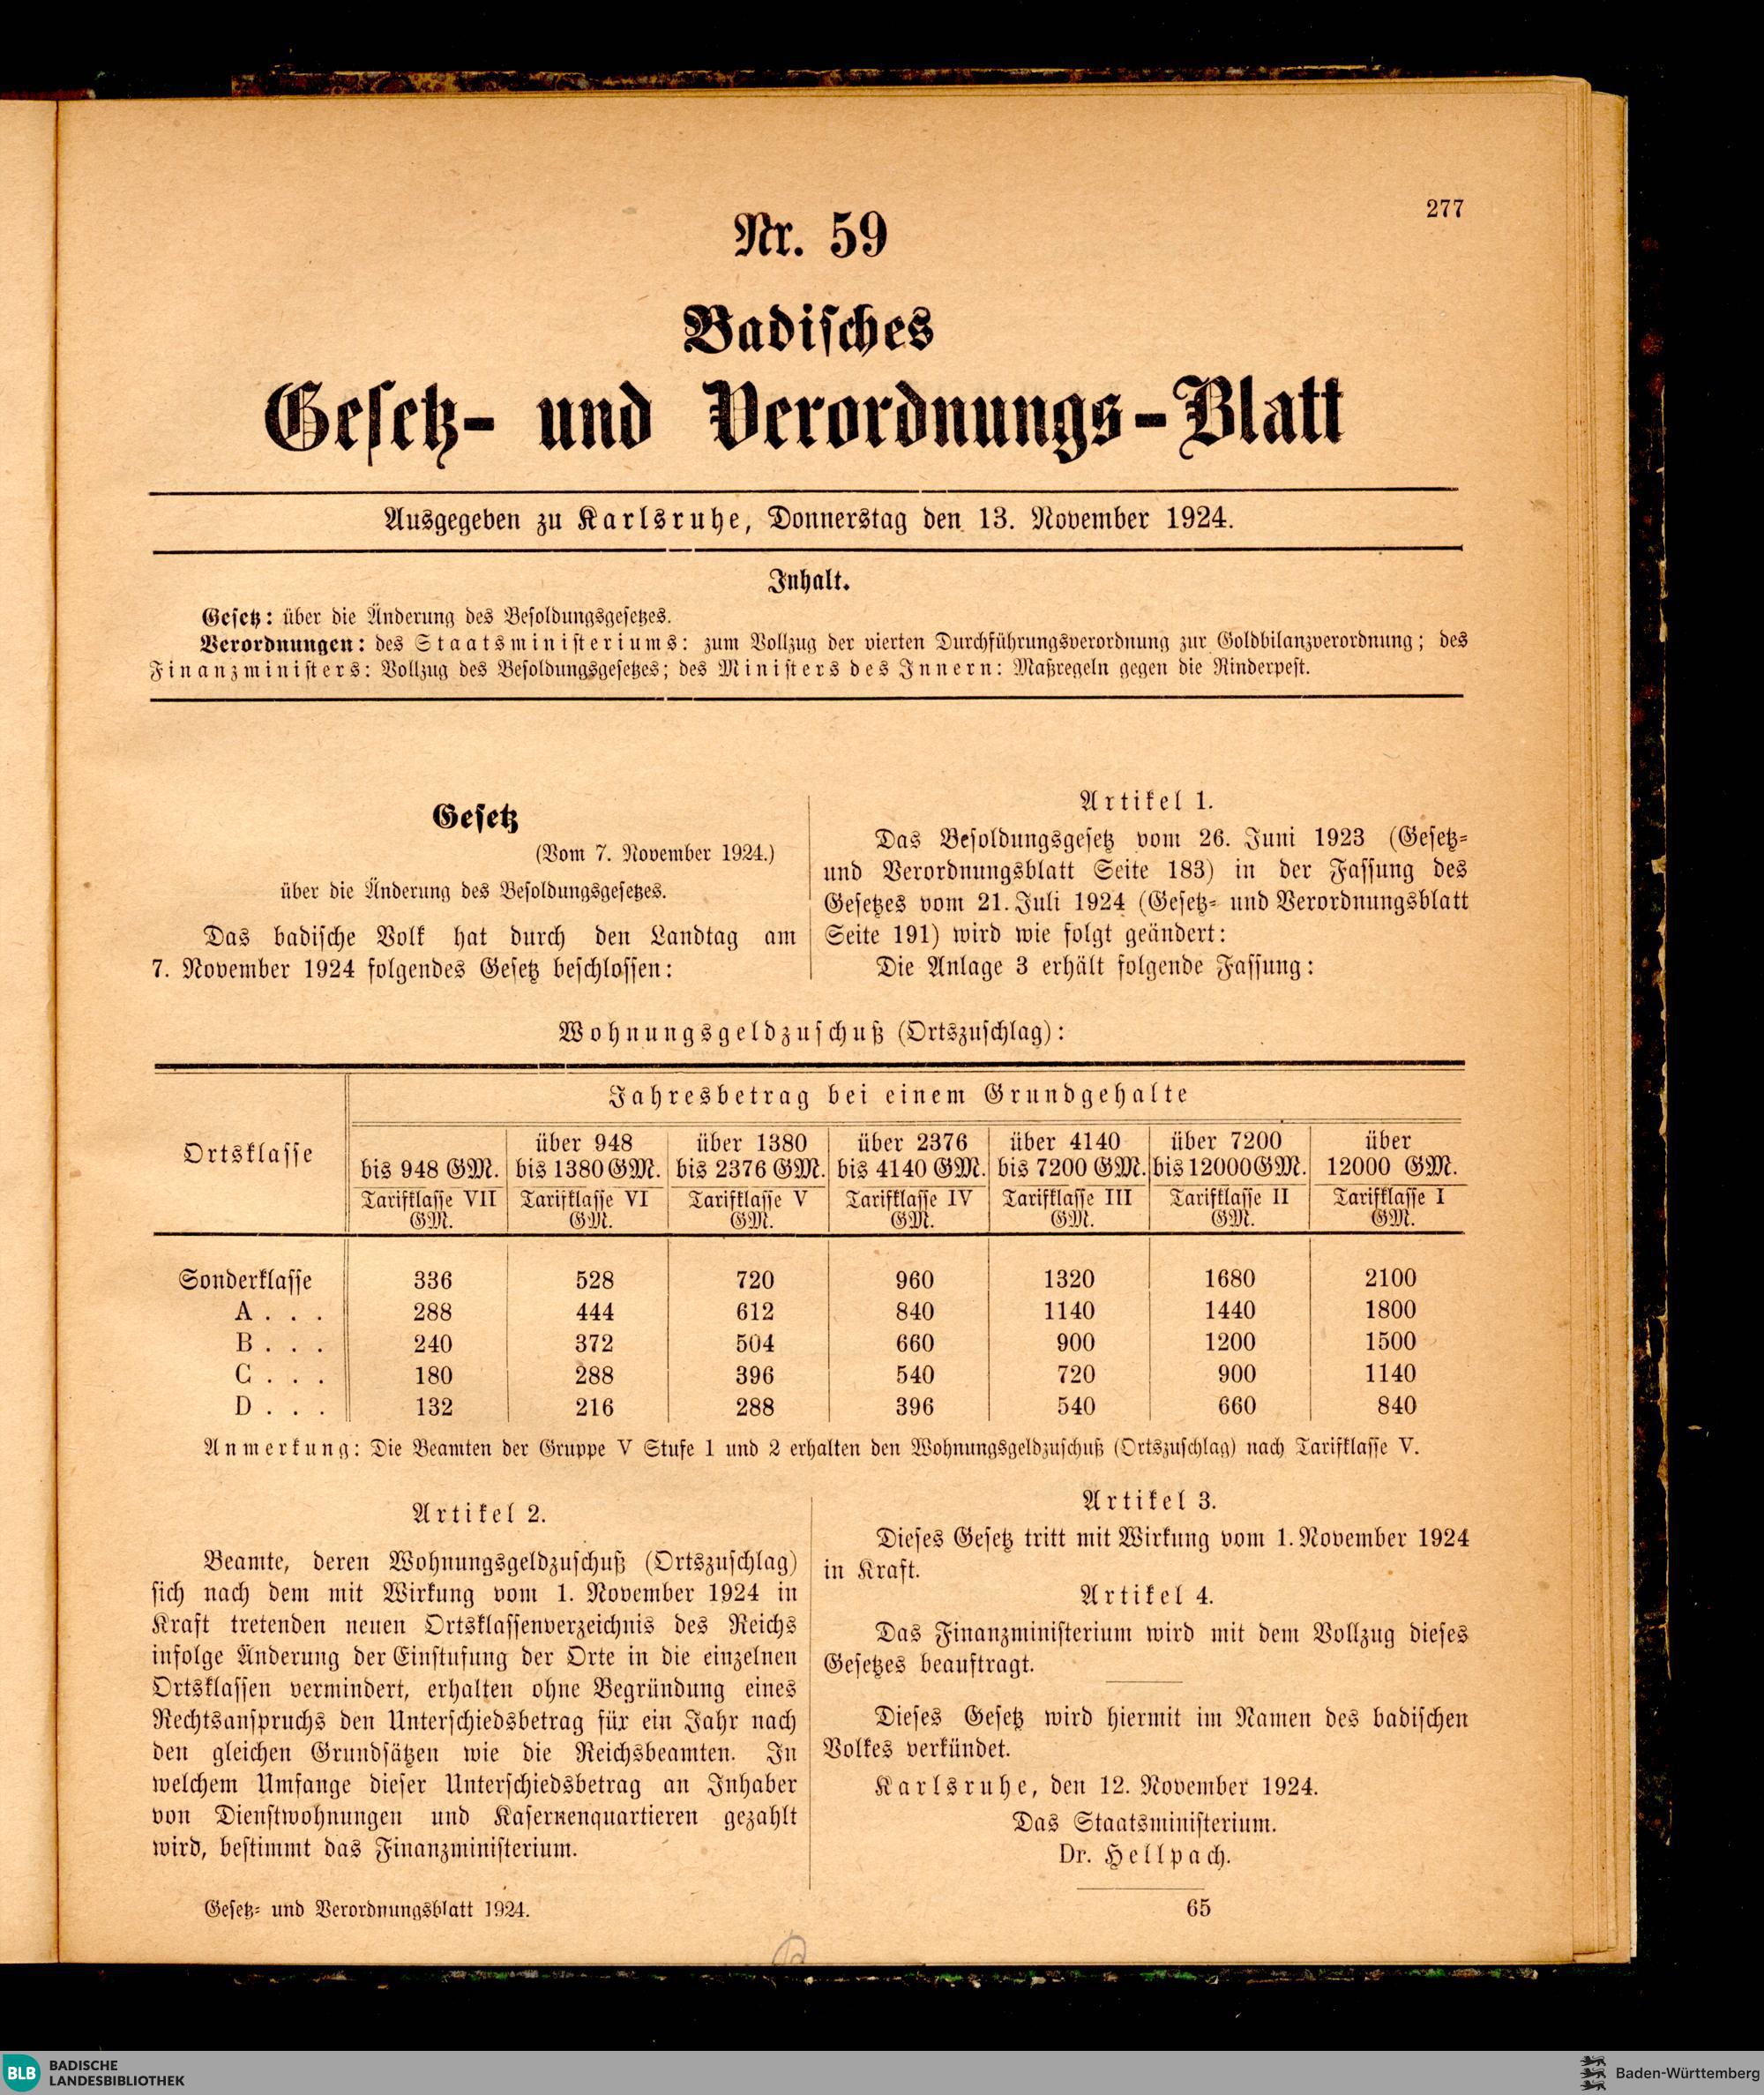 277
Nr. 59
Badisches
Gesetz- und Verordnungs-Blatt
Ausgegeben zu Karlsruhe, Donnerstag den 13. November 1924.
Inhalt.
Gesetz: über die Änderung des Besoldungsgesetzes.
Verordnungen: des Staatsministeriums: zum Vollzug der vierten Durchführungsverordnung zur Goldbilanzverordnung; des
Finanzministers: Vollzug des Besoldungsgesetzes; des Ministers des Innern: Maßregeln gegen die Rinderpest.
Gesetz
(Vom 7. November 1924.)
über die Änderung des Besoldungsgesetzes.
Das badische Volk hat durch den Landtag am
7. November 1924 folgendes Gesetz beschlossen:
Artikel 1.
Das Besoldungsgesetz vom 26. Juni 1923 (Gesetz-
und Verordnungsblatt Seite 183) in der Fassung des
Gesetzes vom 21. Juli 1924 (Gesetz- und Verordnungsblatt
Seite 191) wird wie folgt geändert:
Die Anlage 3 erhält folgende Fassung:
Wohnungsgeldzuschuß (Ortszuschlag):
Jahresbetrag bei einem Grundgehalte
Ortsklasse
über 948 über 1380 über 2376 über 4140 über 7200 über
bis 948 GM. bis 1380 GM. bis 2376 GM. bis 4140 GM. bis 7200 GM. bis 12000 GM. 12000 GM.
Tarifklasse VII Tarifklasse VI Tarifklasse V Tarifklasse IV Tarifklasse III Tarifklasse II Tarifklasse I
GM. GM. GM. GM. GM. GM. GM.
Sonderklasse 336 528 720 960 1320 1680 2100
A . . . 288 444 612 840 1140 1440 1800
B . . . 240 372 504 660 900 1200 1500
C . . . 180 288 396 540 720 900 1140
D . . . 132 216 288 396 540 660 840
Anmerkung: Die Beamten der Gruppe V Stufe 1 und 2 erhalten den Wohnungsgeldzuschuß (Ortszuschlag) nach Tarifklasse V.
Artikel 2.
Beamte, deren Wohnungsgeldzuschuß (Ortszuschlag)
sich nach dem mit Wirkung vom 1. November 1924 in
Kraft tretenden neuen Ortsklassenverzeichnis des Reichs
infolge Änderung der Einstufung der Orte in die einzelnen
Ortsklassen vermindert, erhalten ohne Begründung eines
Rechtsanspruchs den Unterschiedsbetrag für ein Jahr nach
den gleichen Grundsätzen wie die Reichsbeamten. In
welchem Umfange dieser Unterschiedsbetrag an Inhaber
von Dienstwohnungen und Kasernenquartieren gezahlt
wird, bestimmt das Finanzministerium.
Artikel 3.
Dieses Gesetz tritt mit Wirkung vom 1. November 1924
in Kraft.
Artikel 4.
Das Finanzministerium wird mit dem Vollzug dieses
Gesetzes beauftragt.
Dieses Gesetz wird hiermit im Namen des badischen
Volkes verkündet.
Karlsruhe, den 12. November 1924.
Das Staatsministerium.
Dr. Hellpach.
Gesetz- und Verordnungsblatt 1924.
65
BLB
BADISCHE
LANDESBIBLIOTHEK
Baden-Württemberg